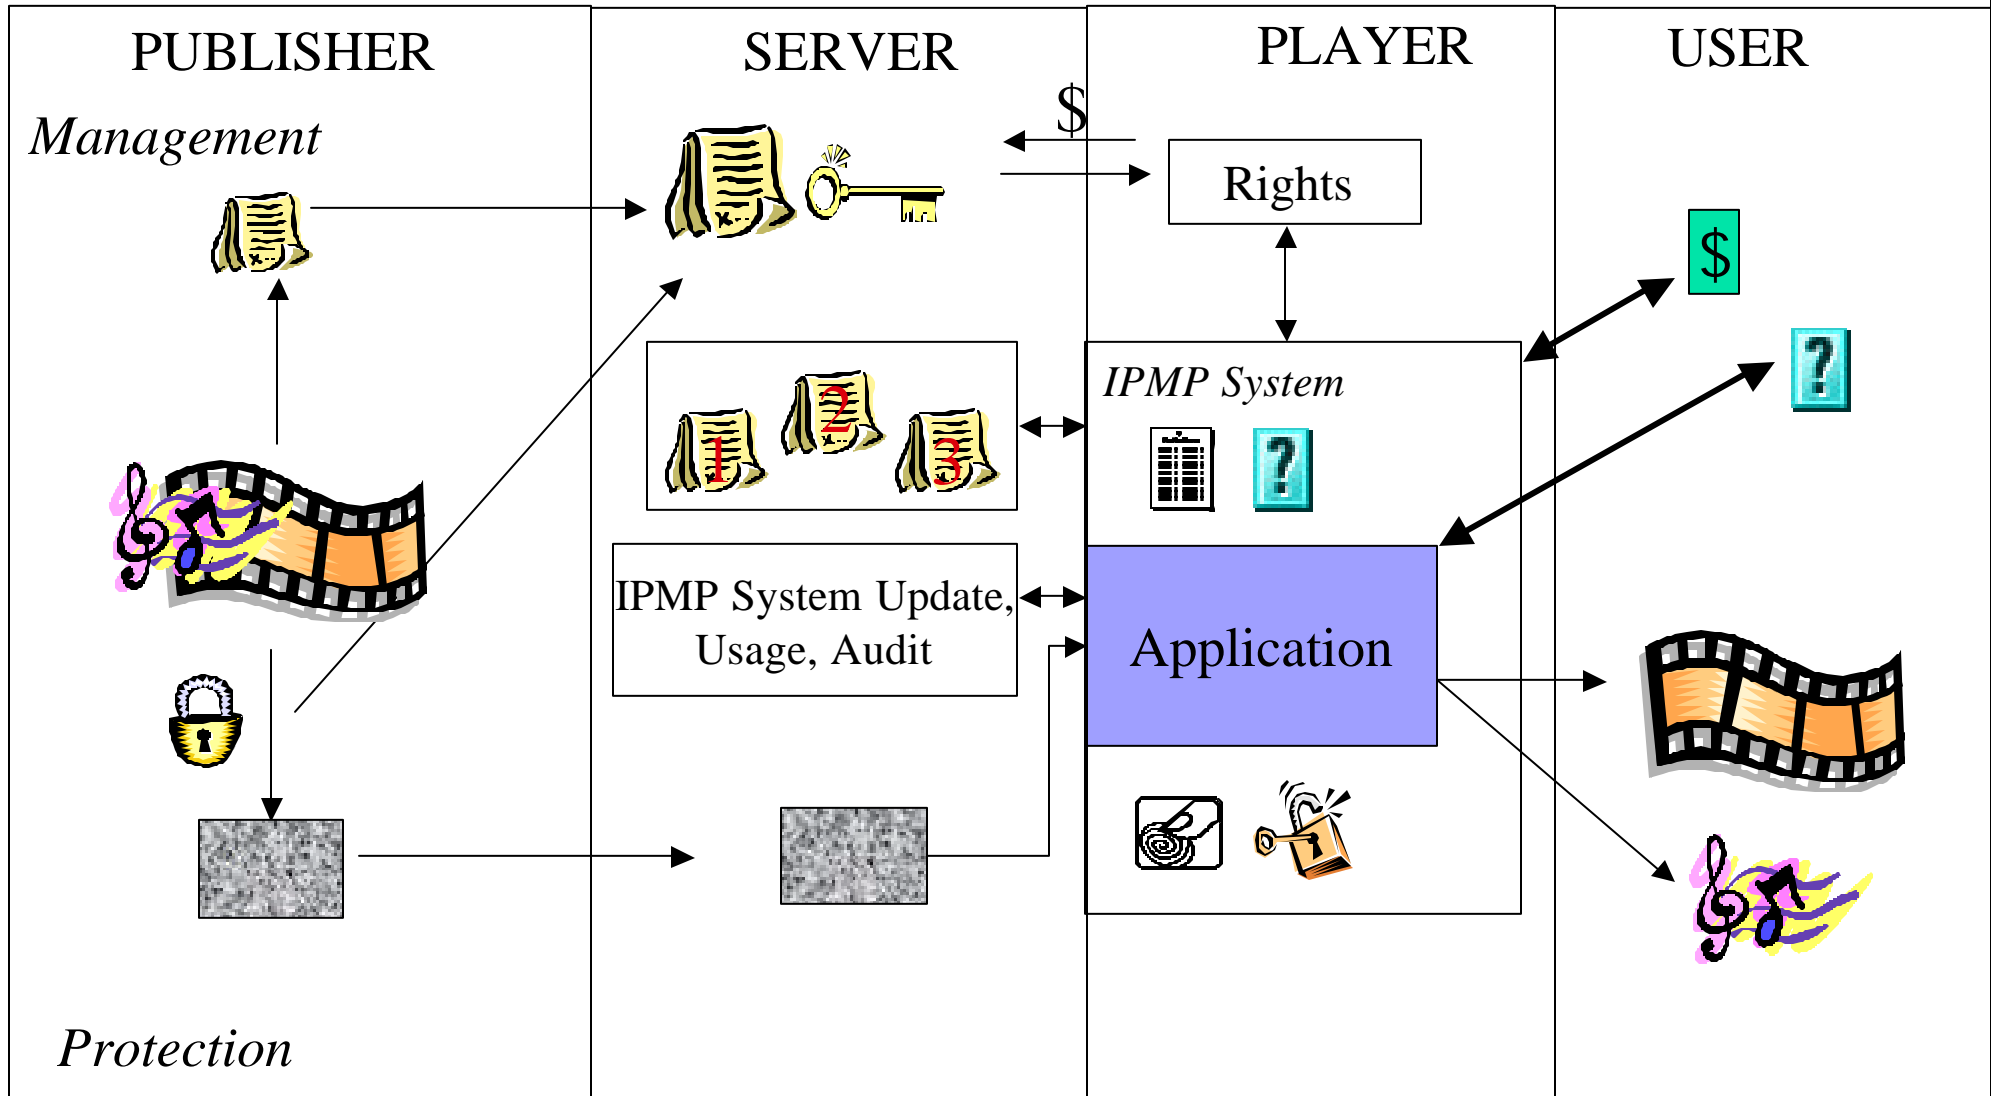 PUBLISHER
SERVER
PLAYER
USER
Management
$
Rights
$
?
IPMP System
1
2
3
?
IPMP System Update,
Usage, Audit
Application
Protection